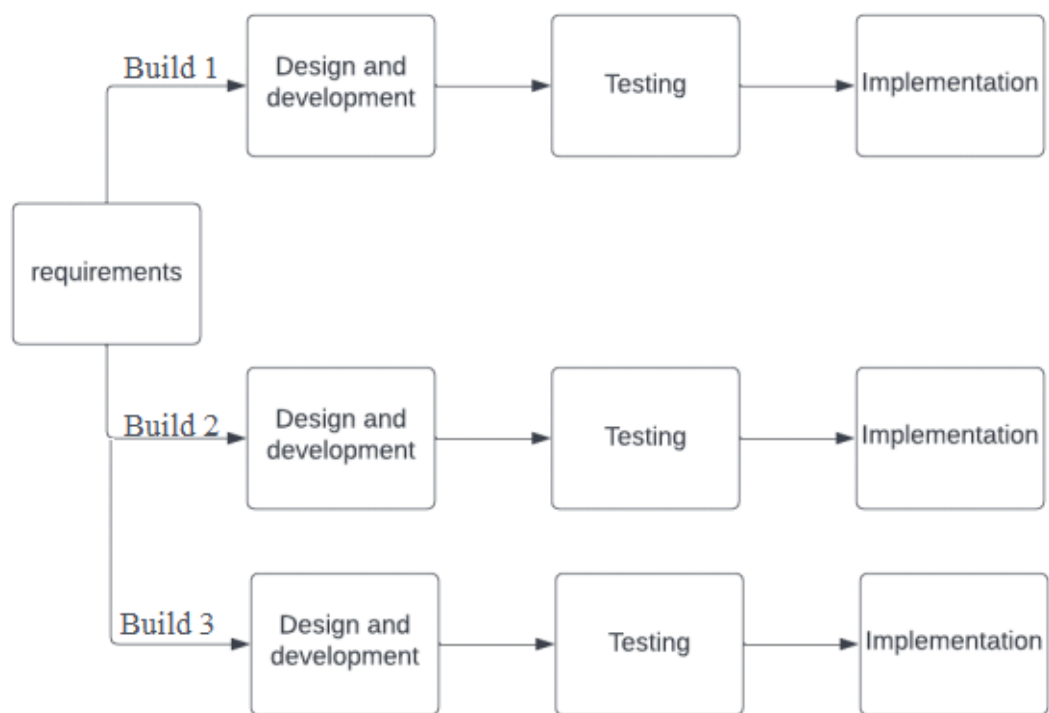 Build 1
Design and
development
Testing
Implementation
requirements
Build 2
Design and
development
Testing
Implementation
Build 3
Design and
development
Testing
Implementation